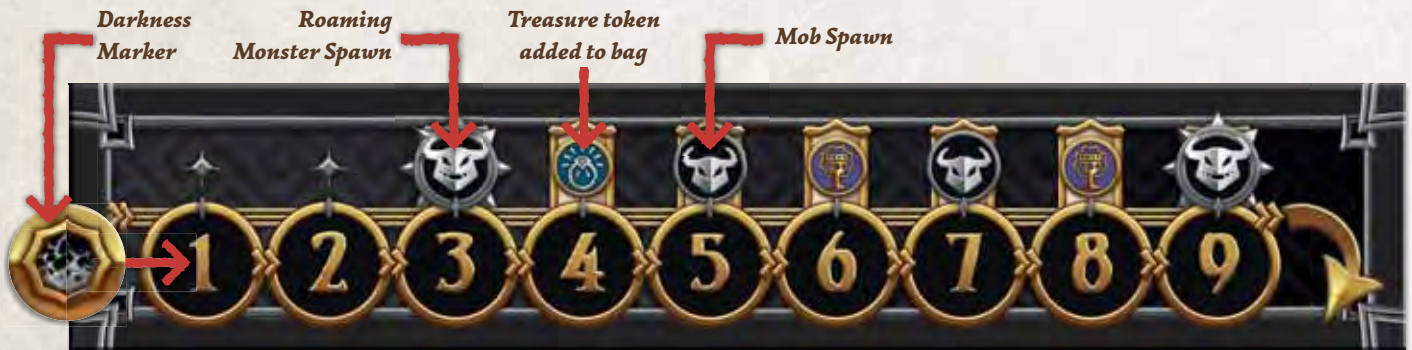 Darkness
Marker
Roaming
Monster Spawn
Treasure token
added to bag
Mob Spawn
1 2 3 4 5 6 7 8 9